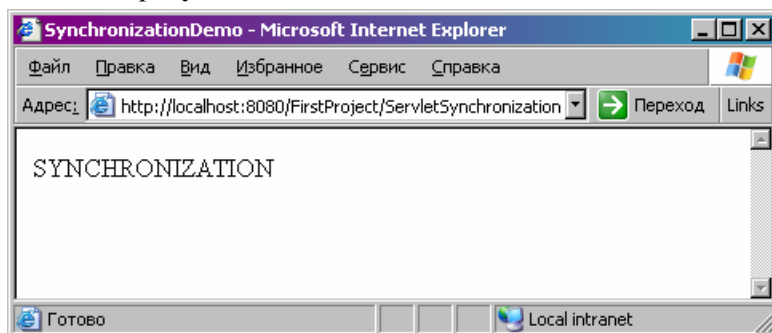 SynchronizationDemo - Microsoft Internet Explorer
Файл Правка Вид Избранное Сервис Справка
Адрес: http://localhost:8080/FirstProject/ServletSynchronization Переход Links
SYNCHRONIZATION
Готово Local intranet